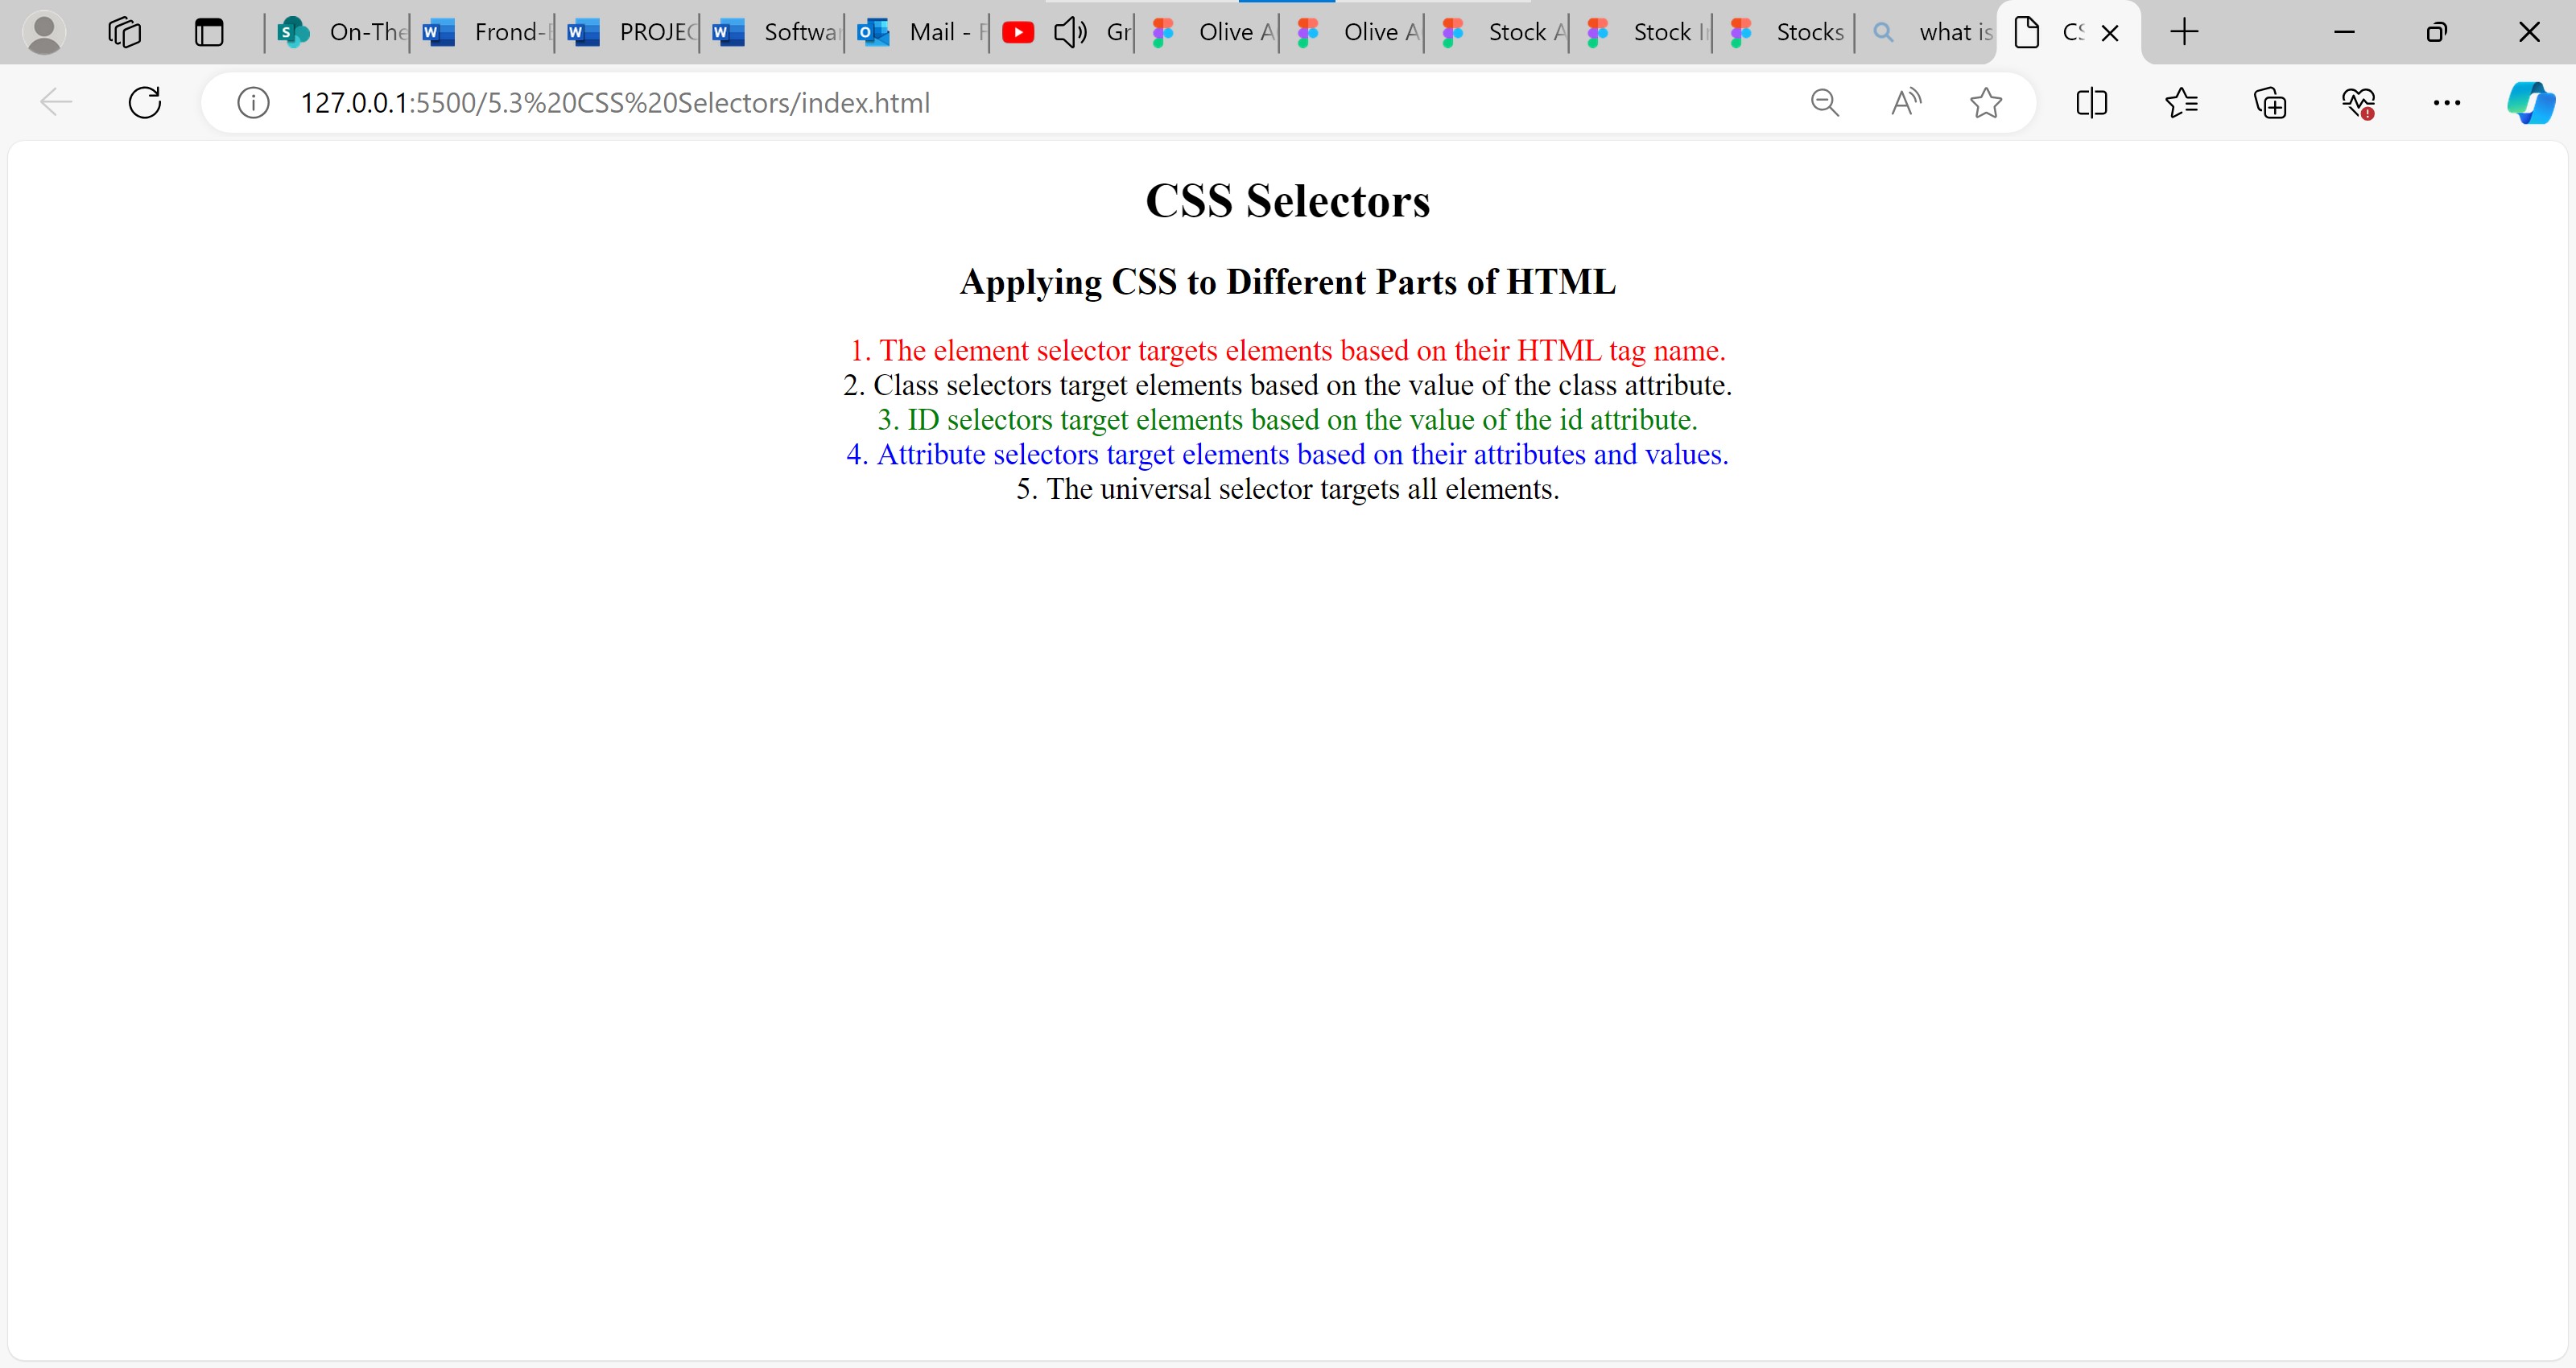 On-The
Frond-
PROJEC
Softwa
Mail -
Gr
Olive A
Olive A
Stock A
Stock I
Stocks
what is
CS
127.0.0.1:5500/5.3%20CSS%20Selectors/index.html
CSS Selectors
Applying CSS to Different Parts of HTML
1. The element selector targets elements based on their HTML tag name.
2. Class selectors target elements based on the value of the class attribute.
3. ID selectors target elements based on the value of the id attribute.
4. Attribute selectors target elements based on their attributes and values.
5. The universal selector targets all elements.